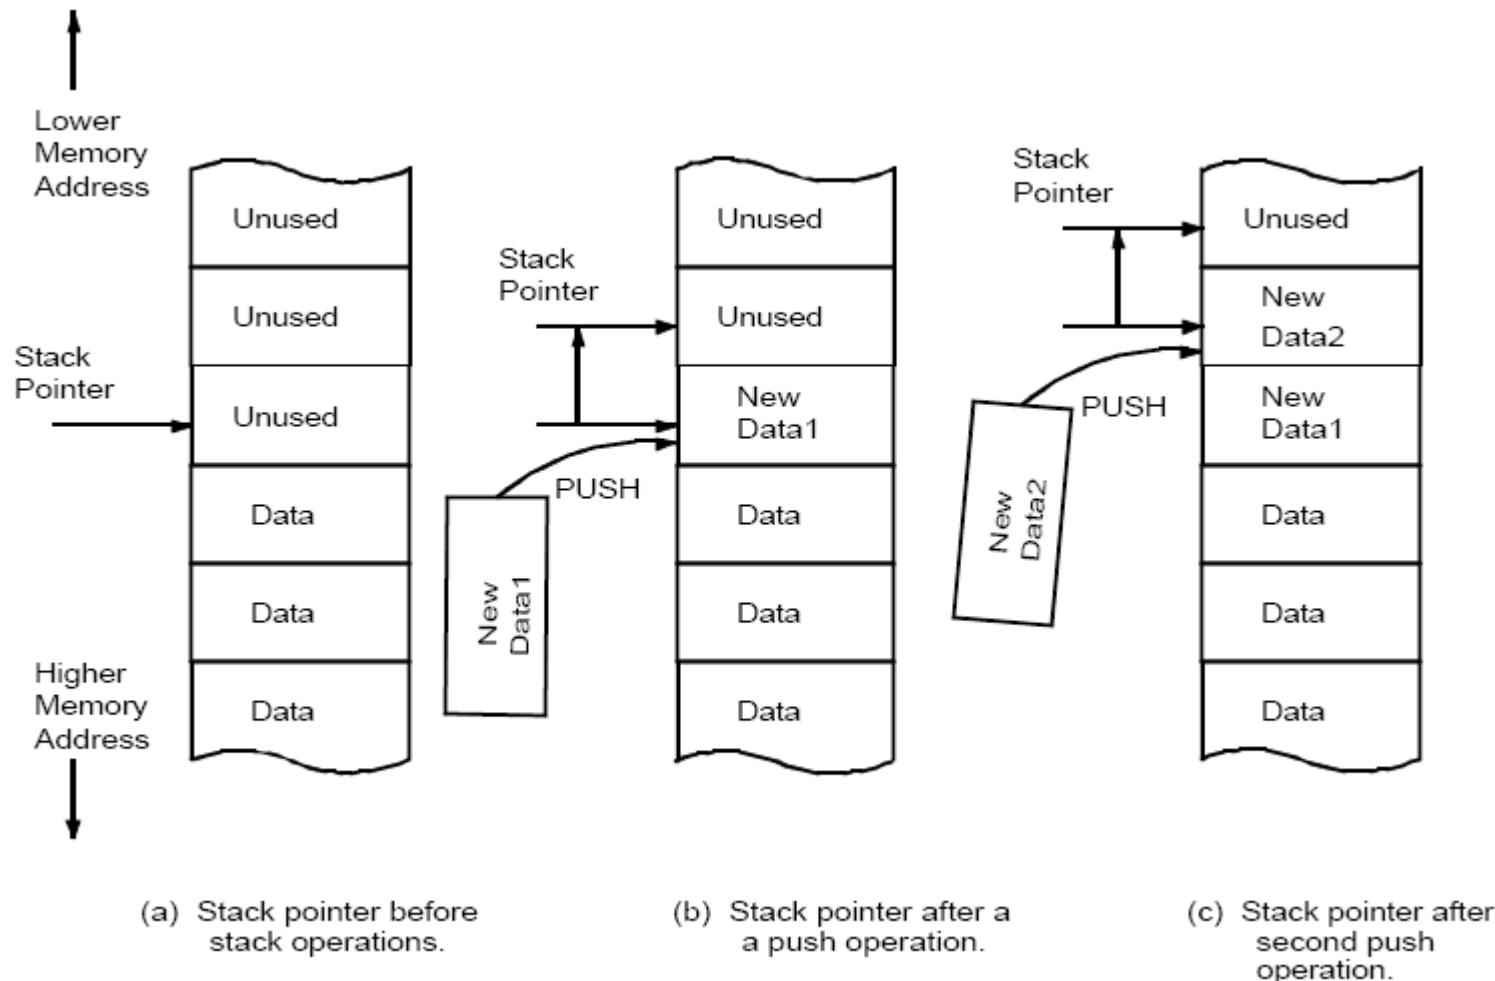 Lower
Memory
Address
Stack
Pointer
Higher
Memory
Address
Unused
Unused
Unused
Data
Data
Data
Stack
Pointer
PUSH
New
Data1
Unused
Unused
New
Data1
Data
Data
Data
Stack
Pointer
PUSH
New
Data2
Unused
New
Data2
New
Data1
Data
Data
Data
(a) Stack pointer before
stack operations.
(b) Stack pointer after a
a push operation.
(c) Stack pointer after
second push
operation.